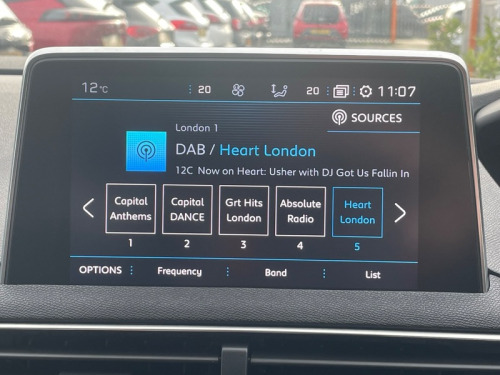 12°C 20 20 11:07
SOURCES
London 1
DAB / Heart London
12C Now on Heart: Usher with DJ Got Us Fallin In
Capital Anthems
Capital DANCE
Grt Hits London
Absolute Radio
Heart London
1 2 3 4 5
OPTIONS Frequency Band List